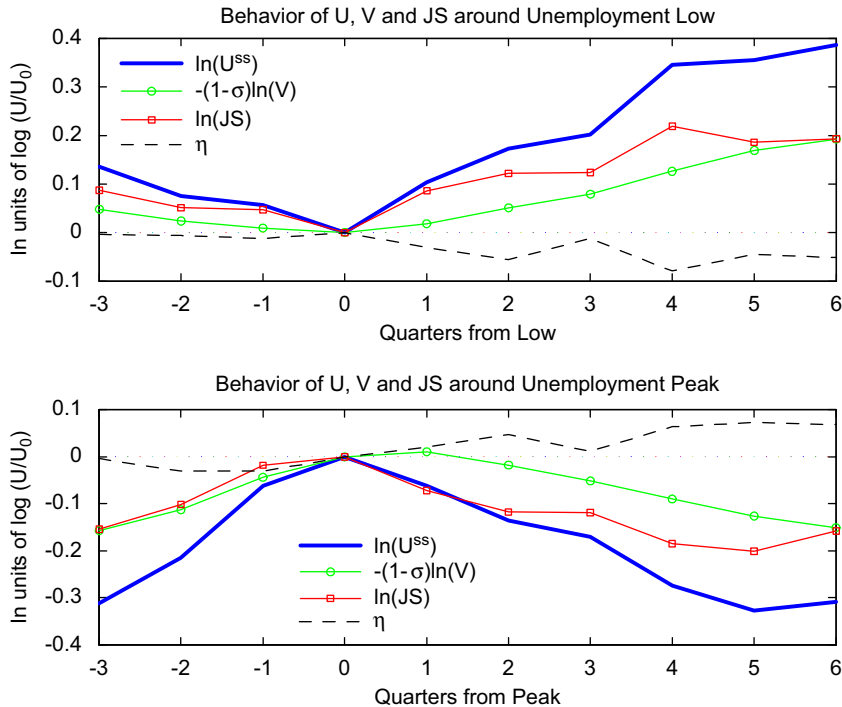 Behavior of U, V and JS around Unemployment Low
In units of log (U/U0)
0.4
0.3
0.2
0.1
0
-0.1
ln(Uss)
-(1-σ)ln(V)
ln(JS)
η
-3 -2 -1 0 1 2 3 4 5 6
Quarters from Low
Behavior of U, V and JS around Unemployment Peak
In units of log (U/U0)
0.1
0
-0.1
-0.2
-0.3
-0.4
ln(Uss)
-(1-σ)ln(V)
ln(JS)
η
-3 -2 -1 0 1 2 3 4 5 6
Quarters from Peak